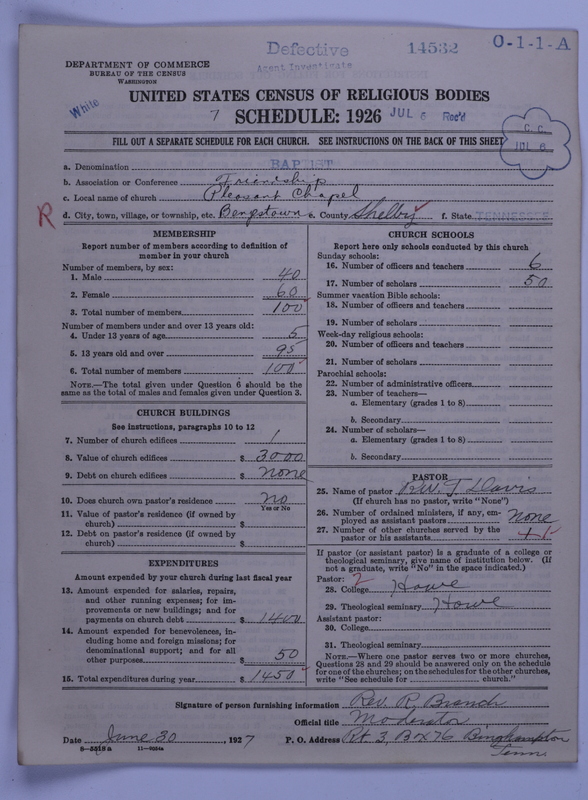 Defective 14532 0-1-1-A
Agent Investigate
DEPARTMENT OF COMMERCE
BUREAU OF THE CENSUS
WASHINGTON
White
UNITED STATES CENSUS OF RELIGIOUS BODIES
7 SCHEDULE: 1926 JUL 6 Rec'd
C. C.
JUL 6
FILL OUT A SEPARATE SCHEDULE FOR EACH CHURCH. SEE INSTRUCTIONS ON THE BACK OF THIS SHEET
a. Denomination BAPTIST
b. Association or Conference Friendship
c. Local name of church Pleasant Chapel
R d. City, town, village, or township, etc. Bengstown e. County Shelby f. State TENNESSEE
MEMBERSHIP
Report number of members according to definition of
member in your church
Number of members, by sex:
1. Male 40
2. Female 60
3. Total number of members 100
Number of members under and over 13 years old:
4. Under 13 years of age 5
5. 13 years old and over 95
6. Total number of members 100
NOTE.—The total given under Question 6 should be the
same as the total of males and females given under Question 3.
CHURCH BUILDINGS
See instructions, paragraphs 10 to 12
7. Number of church edifices 1
8. Value of church edifices $ 3000
9. Debt on church edifices $ none
10. Does church own pastor's residence no
Yes or No
11. Value of pastor's residence (if owned by
church) $
12. Debt on pastor's residence (if owned by
church) $
EXPENDITURES
Amount expended by your church during last fiscal year
13. Amount expended for salaries, repairs,
and other running expenses; for im-
provements or new buildings; and for
payments on church debt $ 1400
14. Amount expended for benevolences, in-
cluding home and foreign missions; for
denominational support; and for all
other purposes $ 50
15. Total expenditures during year $ 1450
CHURCH SCHOOLS
Report here only schools conducted by this church
Sunday schools:
16. Number of officers and teachers 6
17. Number of scholars 50
Summer vacation Bible schools:
18. Number of officers and teachers
19. Number of scholars
Week-day religious schools:
20. Number of officers and teachers
21. Number of scholars
Parochial schools:
22. Number of administrative officers
23. Number of teachers—
a. Elementary (grades 1 to 8)
b. Secondary
24. Number of scholars—
a. Elementary (grades 1 to 8)
b. Secondary
PASTOR
25. Name of pastor T. Davis
(If church has no pastor, write "None")
26. Number of ordained ministers, if any, em-
ployed as assistant pastors none
27. Number of other churches served by the
pastor or his assistants
If pastor (or assistant pastor) is a graduate of a college or
theological seminary, give name of institution below. (If
not a graduate, write "No" in the space indicated.)
Pastor: 2
28. College Howe
29. Theological seminary Howe
Assistant pastor:
30. College
31. Theological seminary
NOTE.—Where one pastor serves two or more churches,
Questions 28 and 29 should be answered only on the schedule
for one of the churches; on the schedules for the other churches,
write "See schedule for church."
Signature of person furnishing information Rev. R. Branch
Official title Moderator
Date June 30, 1927 P. O. Address Rt. 3, Box 76 Binghampton
Tenn
8-5518a 11-8624a